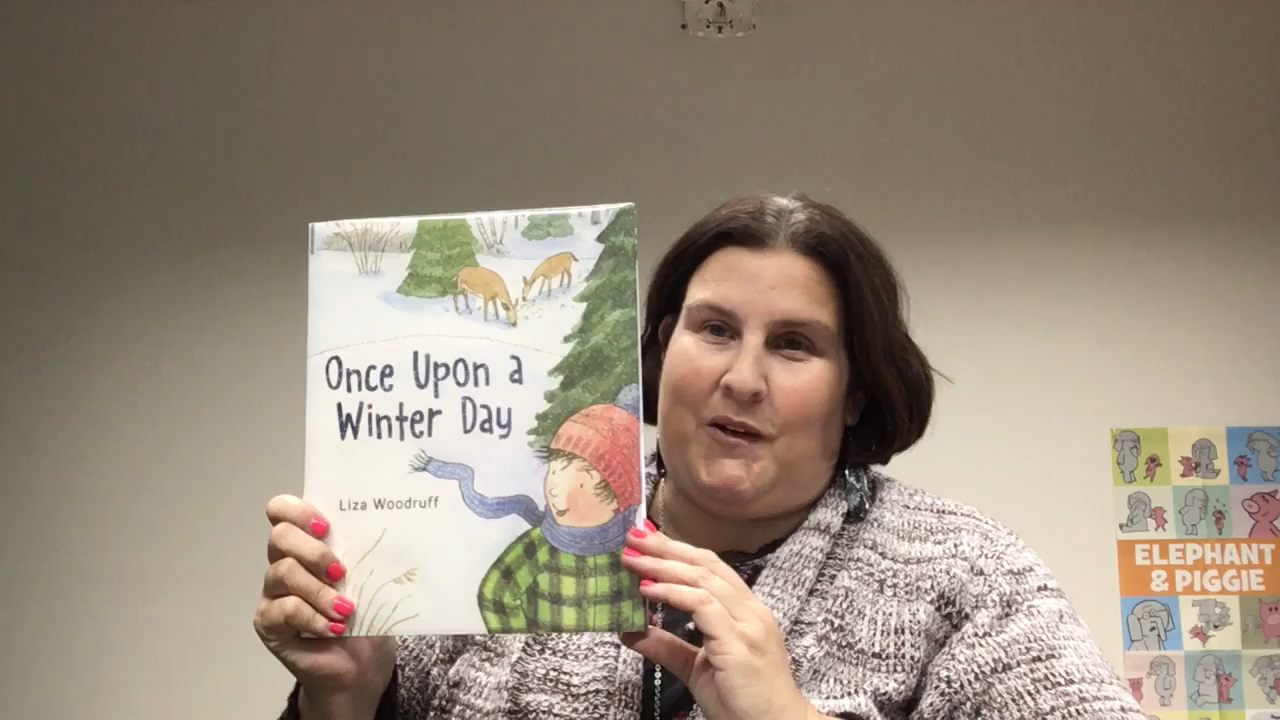 Once Upon a
Winter Day
Liza Woodruff
ELEPHANT
& PIGGIE